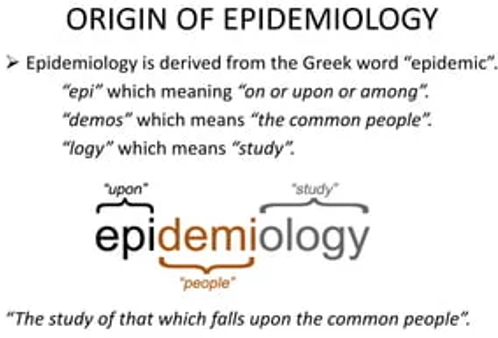 ORIGIN OF EPIDEMIOLOGY
➤ Epidemiology is derived from the Greek word “epidemic”.
“epi” which meaning “on or upon or among”.
“demos” which means “the common people”.
“logy” which means “study”.
“upon” “study”
epidemiology
“people”
“The study of that which falls upon the common people”.